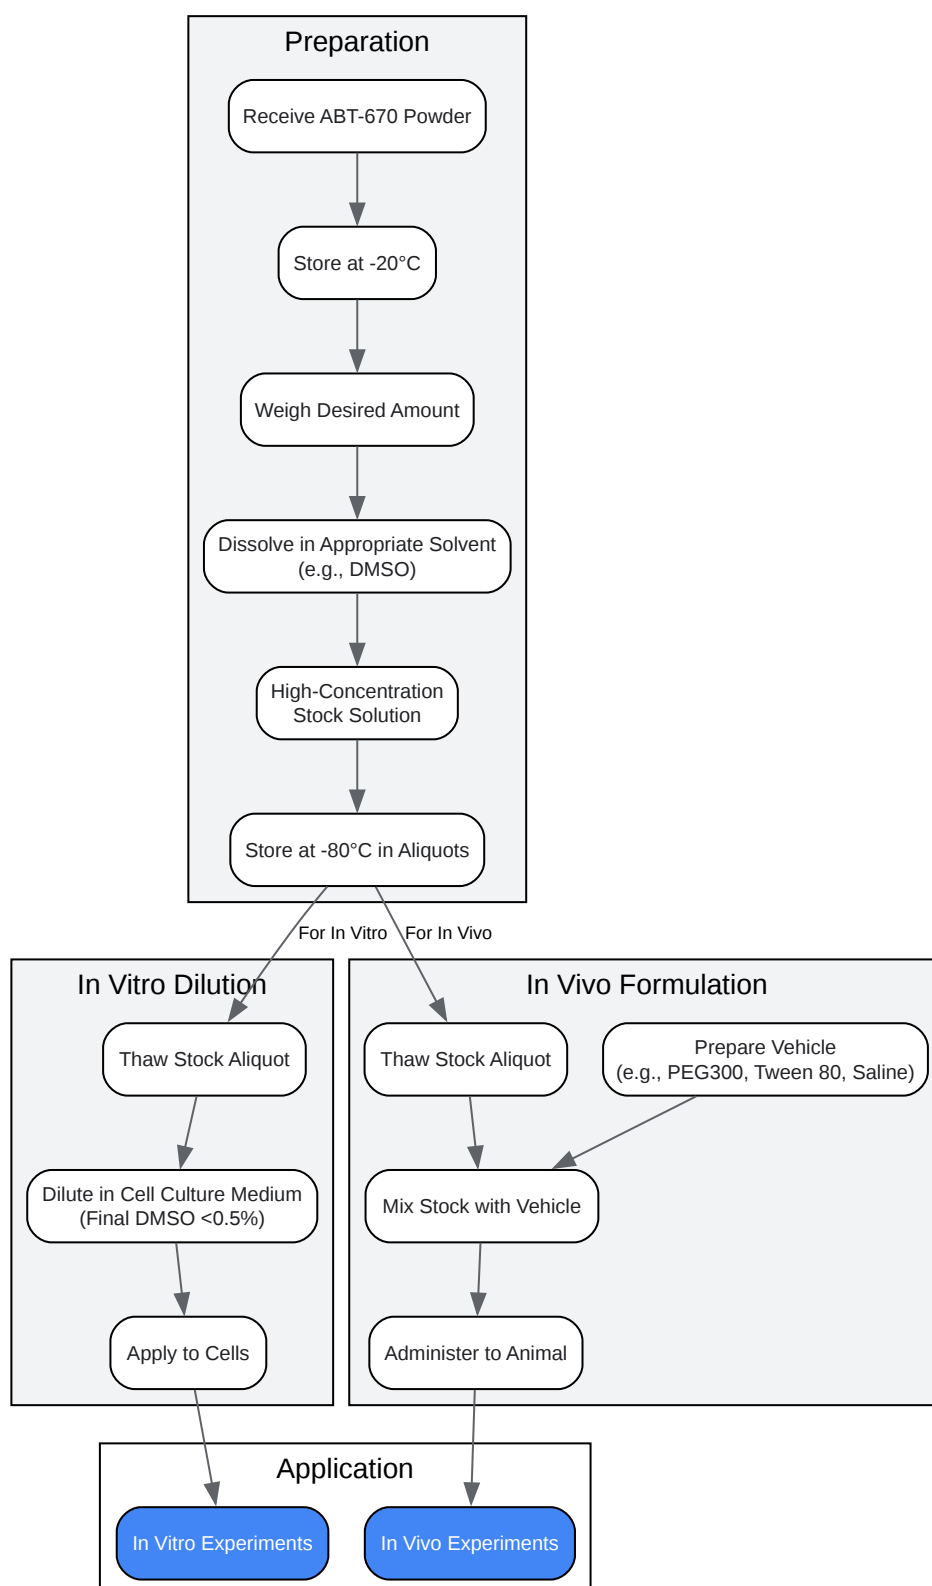 Preparation
Receive ABT-670 Powder
Store at -20°C
Weigh Desired Amount
Dissolve in Appropriate Solvent
(e.g., DMSO)
High-Concentration
Stock Solution
Store at -80°C in Aliquots
For In Vitro
For In Vivo
In Vitro Dilution
Thaw Stock Aliquot
Dilute in Cell Culture Medium
(Final DMSO <0.5%)
Apply to Cells
In Vivo Formulation
Thaw Stock Aliquot
Prepare Vehicle
(e.g., PEG300, Tween 80, Saline)
Mix Stock with Vehicle
Administer to Animal
Application
In Vitro Experiments
In Vivo Experiments